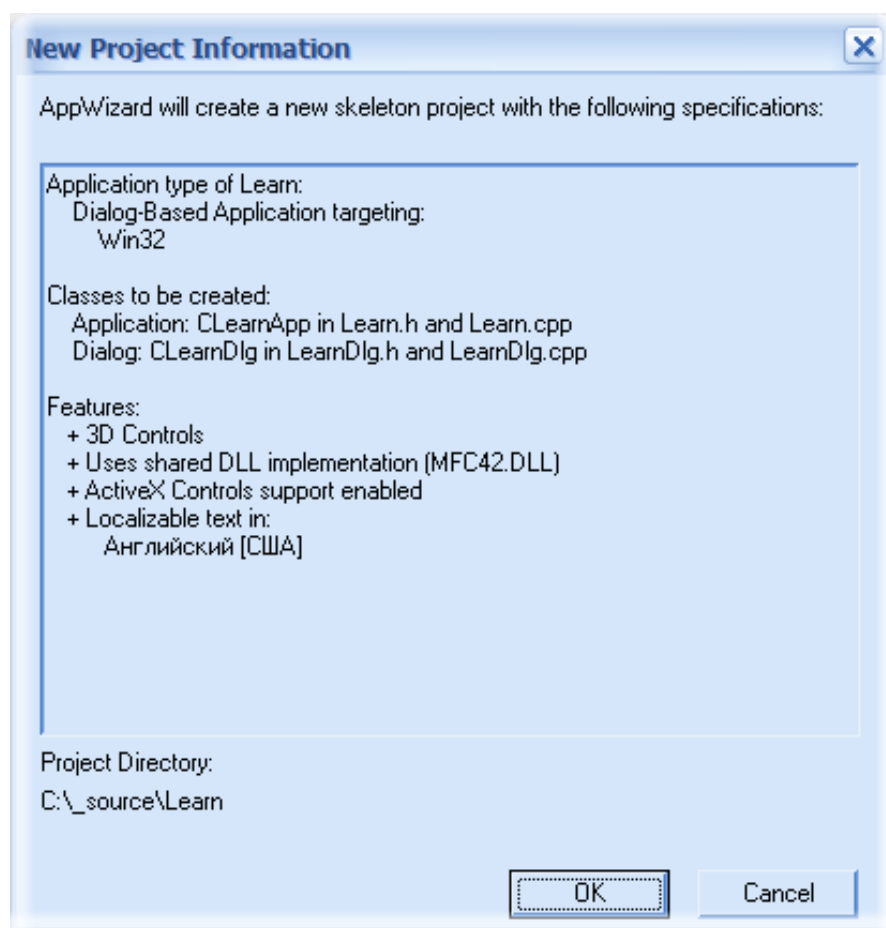 New Project Information
AppWizard will create a new skeleton project with the following specifications:
Application type of Learn:
Dialog-Based Application targeting:
Win32
Classes to be created:
Application: CLearnApp in Learn.h and Learn.cpp
Dialog: CLearnDlg in LearnDlg.h and LearnDlg.cpp
Features:
+ 3D Controls
+ Uses shared DLL implementation (MFC42.DLL)
+ ActiveX Controls support enabled
+ Localizable text in:
Английский [США]
Project Directory:
C:\_source\Learn
OK Cancel